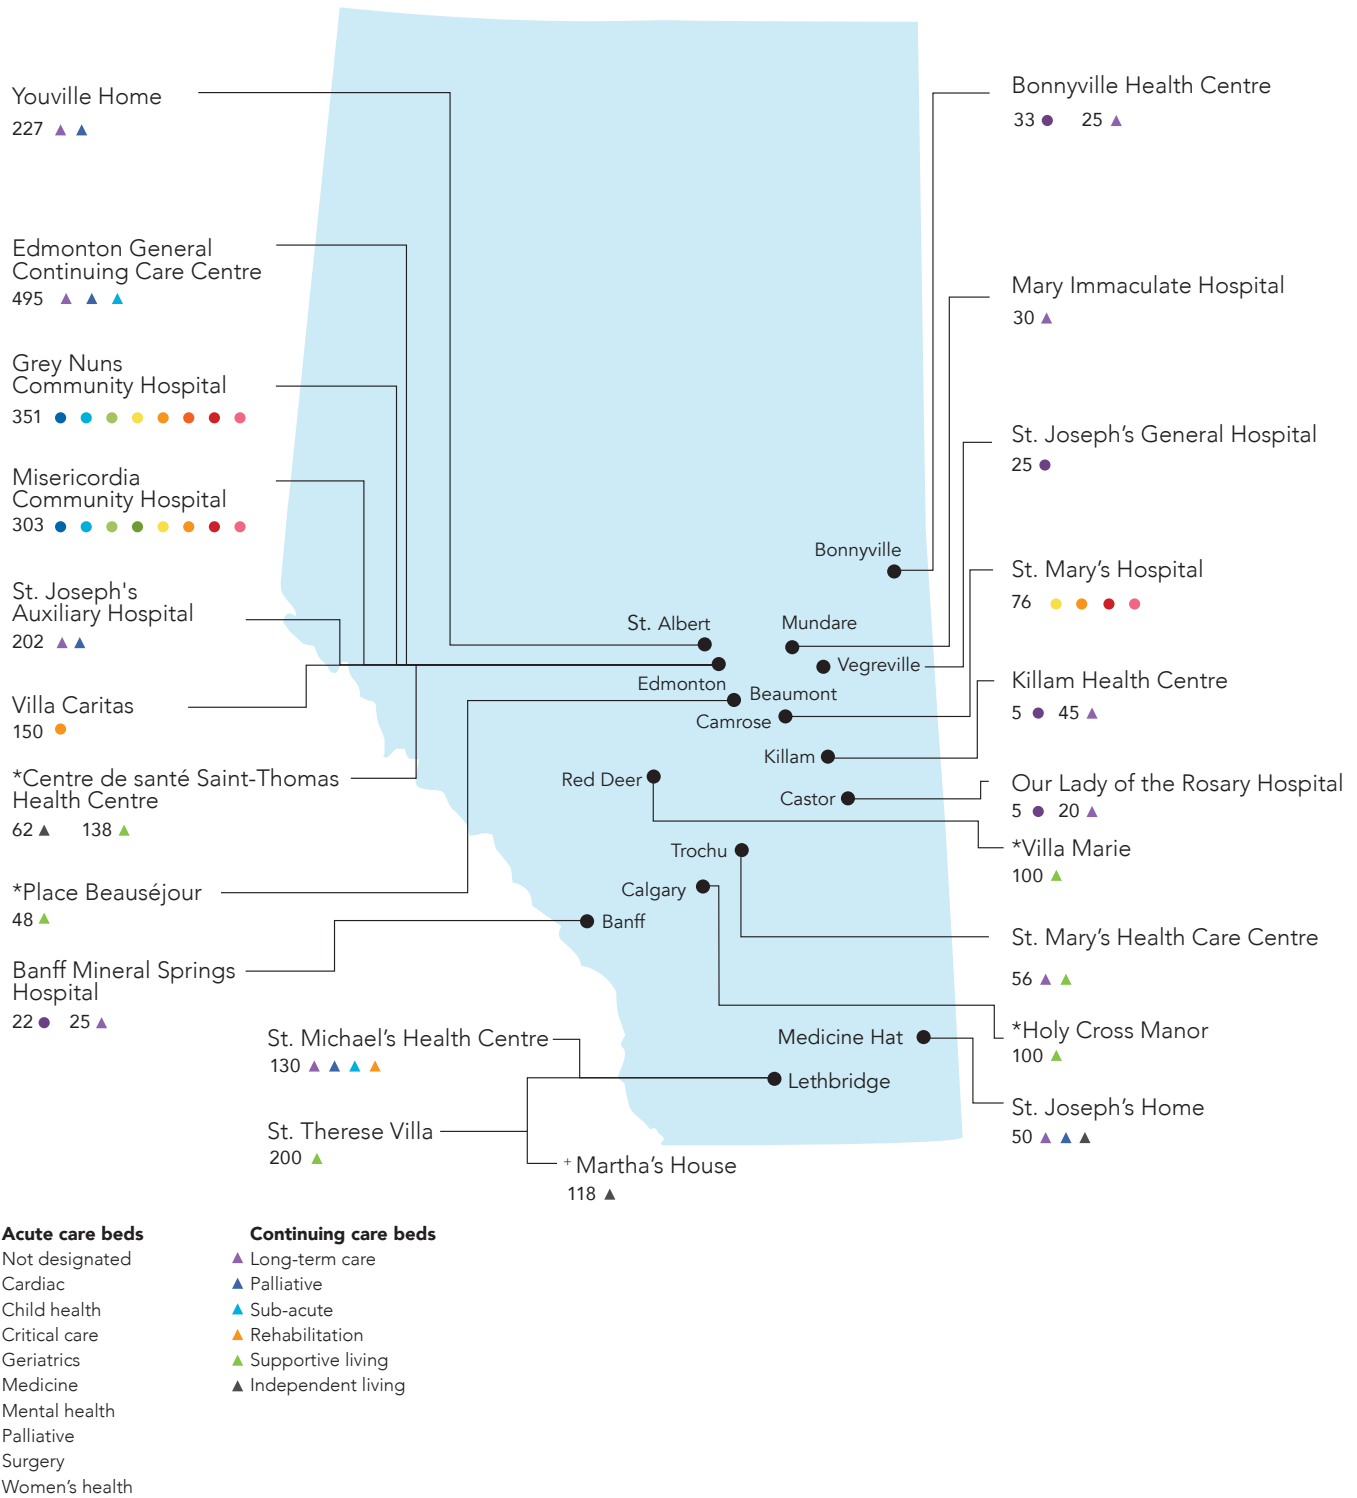 Youville Home
227
Edmonton General
Continuing Care Centre
495
Grey Nuns
Community Hospital
351
Misericordia
Community Hospital
303
St. Joseph's
Auxiliary Hospital
202
Villa Caritas
150
*Centre de santé Saint-Thomas
Health Centre
62 138
*Place Beauséjour
48
Banff Mineral Springs
Hospital
22 25
St. Michael’s Health Centre
130
St. Therese Villa
200
+ Martha’s House
118
Bonnyville
St. Albert
Mundare
Vegreville
Edmonton
Beaumont
Camrose
Killam
Red Deer
Castor
Trochu
Calgary
Banff
Medicine Hat
Lethbridge
Bonnyville Health Centre
33 25
Mary Immaculate Hospital
30
St. Joseph’s General Hospital
25
St. Mary’s Hospital
76
Killam Health Centre
5 45
Our Lady of the Rosary Hospital
5 20
*Villa Marie
100
St. Mary’s Health Care Centre
56
*Holy Cross Manor
100
St. Joseph’s Home
50
Acute care beds
Not designated
Cardiac
Child health
Critical care
Geriatrics
Medicine
Mental health
Palliative
Surgery
Women’s health
Continuing care beds
Long-term care
Palliative
Sub-acute
Rehabilitation
Supportive living
Independent living